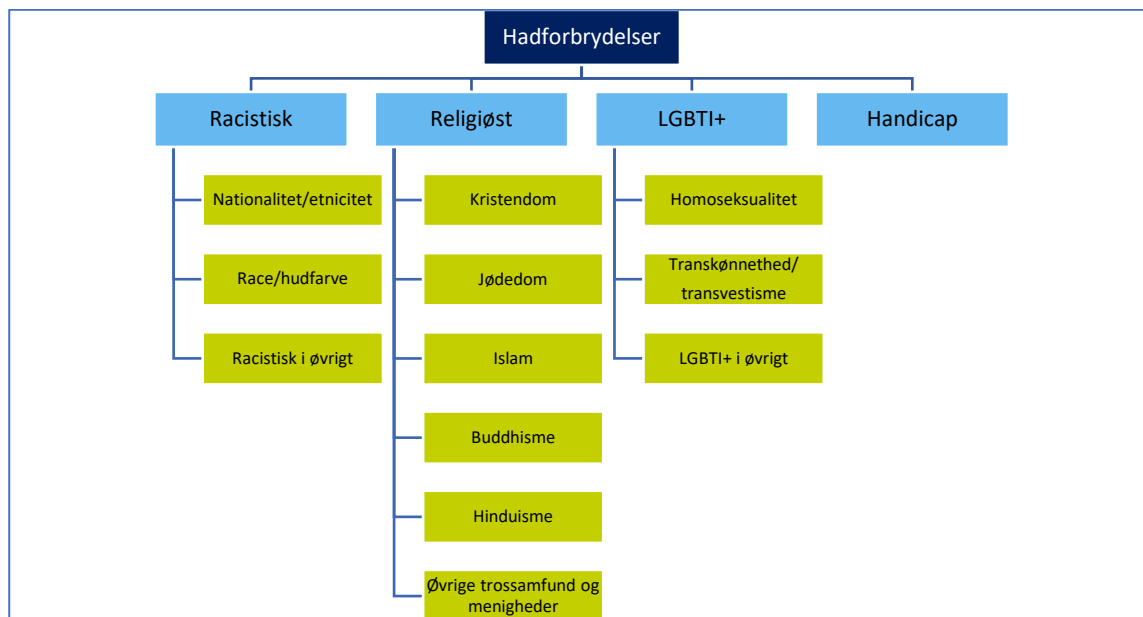 Hadforbrydelser
Racistisk
Religiøst
LGBTI+
Handicap
Nationalitet/etnicitet
Kristendom
Homoseksualitet
Race/hudfarve
Jødedom
Transkønnethed/
transvestisme
Racistisk i øvrigt
Islam
LGBTI+ i øvrigt
Buddhisme
Hinduisme
Øvrige trossamfund og
menigheder